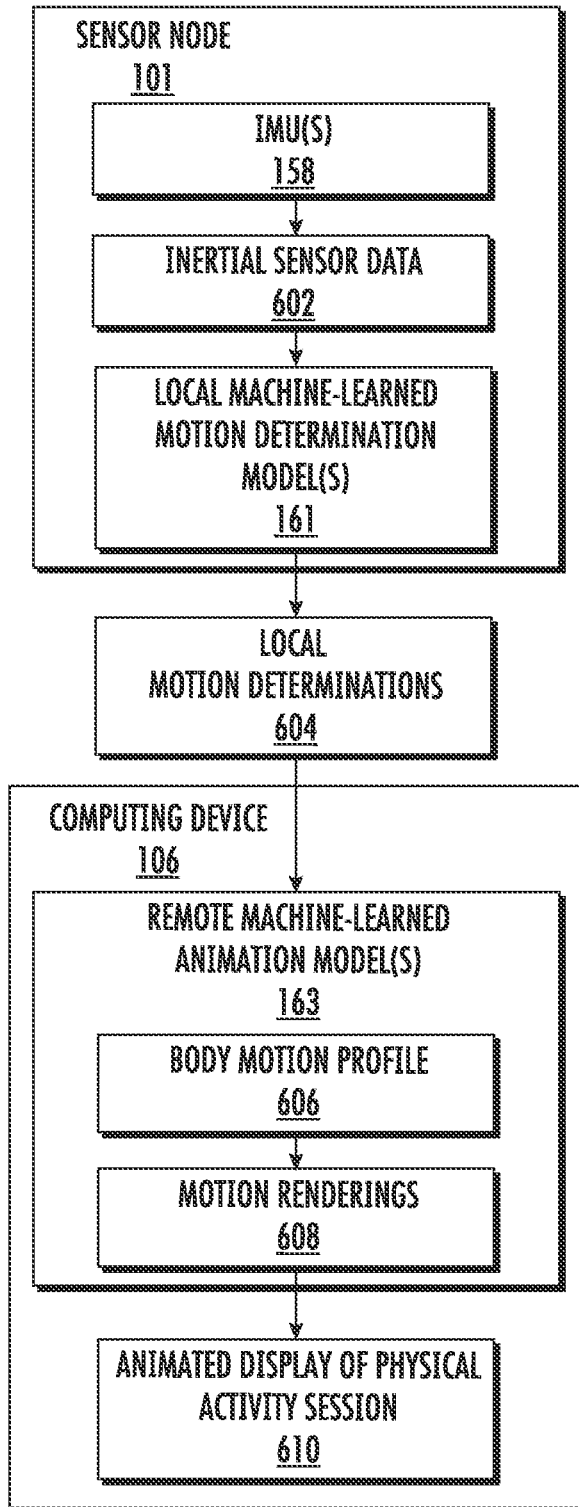 SENSOR NODE
101
IMU(S)
158
INERTIAL SENSOR DATA
602
LOCAL MACHINE-LEARNED
MOTION DETERMINATION
MODEL(S)
161
LOCAL
MOTION DETERMINATIONS
604
COMPUTING DEVICE
106
REMOTE MACHINE-LEARNED
ANIMATION MODEL(S)
163
BODY MOTION PROFILE
606
MOTION RENDERINGS
608
ANIMATED DISPLAY OF PHYSICAL
ACTIVITY SESSION
610